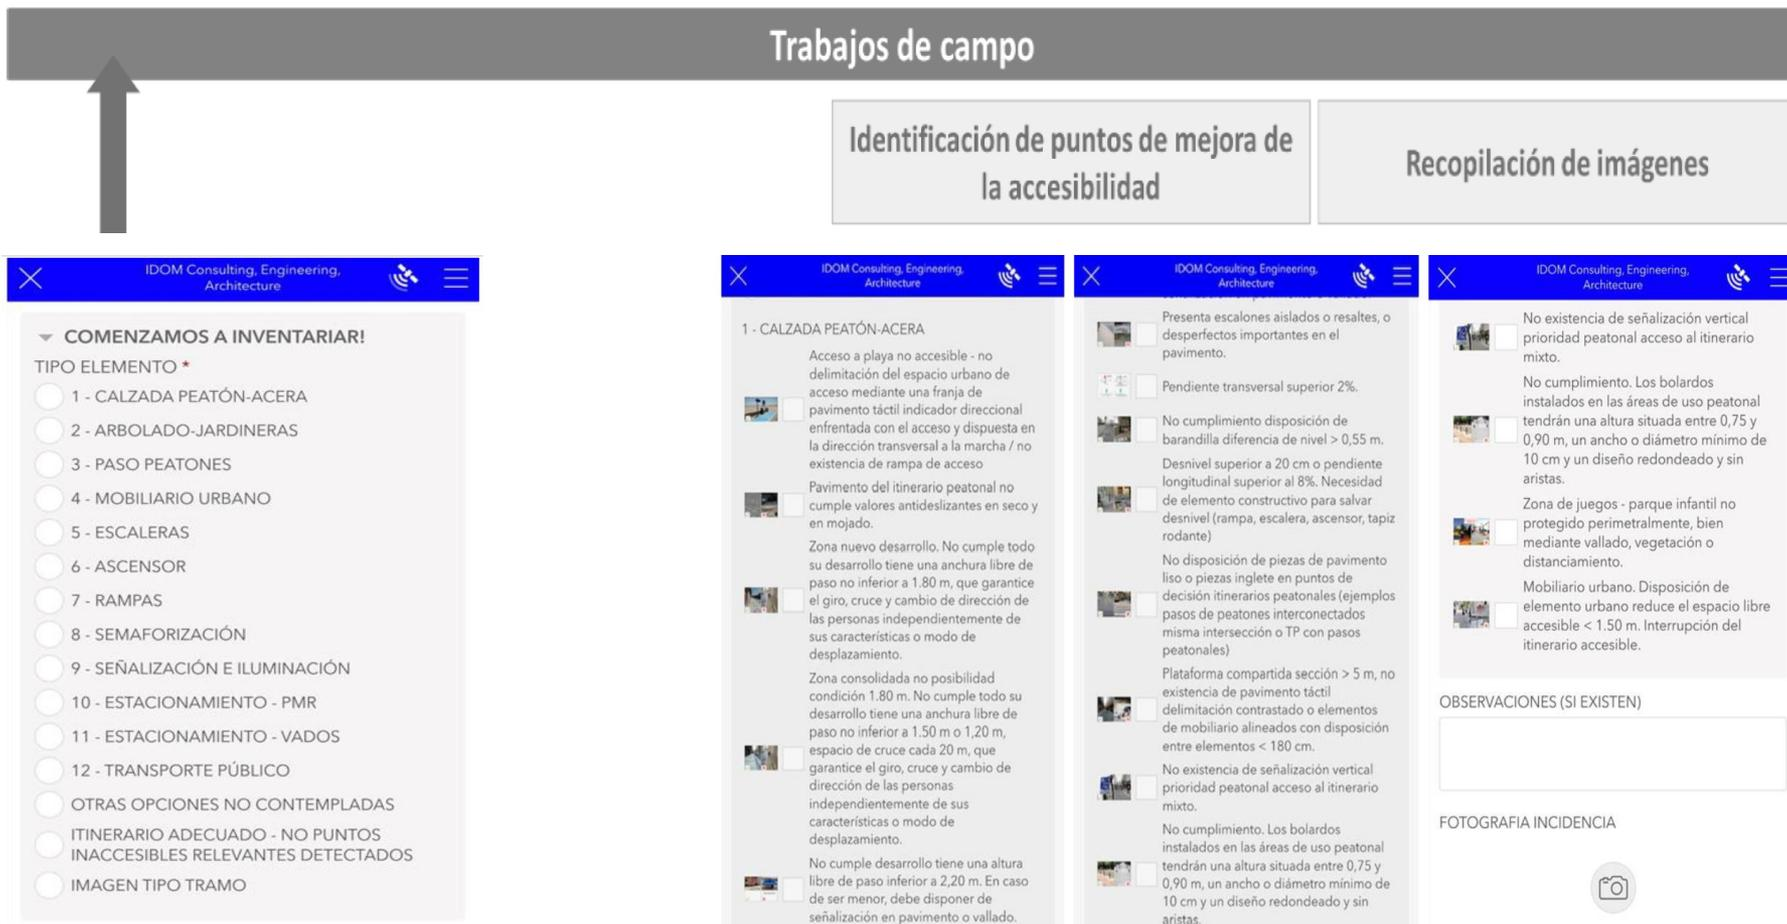 Trabajos de campo
Identificación de puntos de mejora de
la accesibilidad
Recopilación de imágenes
IDOM Consulting, Engineering,
Architecture
COMENZAMOS A INVENTARIAR!
TIPO ELEMENTO *
1 - CALZADA PEATÓN-ACERA
2 - ARBOLADO-JARDINERAS
3 - PASO PEATONES
4 - MOBILIARIO URBANO
5 - ESCALERAS
6 - ASCENSOR
7 - RAMPAS
8 - SEMAFORIZACIÓN
9 - SEÑALIZACIÓN E ILUMINACIÓN
10 - ESTACIONAMIENTO - PMR
11 - ESTACIONAMIENTO - VADOS
12 - TRANSPORTE PÚBLICO
OTRAS OPCIONES NO CONTEMPLADAS
ITINERARIO ADECUADO - NO PUNTOS
INACCESIBLES RELEVANTES DETECTADOS
IMAGEN TIPO TRAMO
IDOM Consulting, Engineering,
Architecture
1 - CALZADA PEATÓN-ACERA
Acceso a playa no accesible - no
delimitación del espacio urbano de
acceso mediante una franja de
pavimento táctil indicador direccional
enfrentada con el acceso y dispuesta en
la dirección transversal a la marcha / no
existencia de rampa de acceso
Pavimento del itinerario peatonal no
cumple valores antideslizantes en seco y
en mojado.
Zona nuevo desarrollo. No cumple todo
su desarrollo tiene una anchura libre de
paso no inferior a 1.80 m, que garantice
el giro, cruce y cambio de dirección de
las personas independientemente de
sus características o modo de
desplazamiento.
Zona consolidada no posibilidad
condición 1.80 m. No cumple todo su
desarrollo tiene una anchura libre de
paso no inferior a 1.50 m o 1,20 m,
espacio de cruce cada 20 m, que
garantice el giro, cruce y cambio de
dirección de las personas
independientemente de sus
características o modo de
desplazamiento.
No cumple desarrollo tiene una altura
libre de paso inferior a 2,20 m. En caso
de ser menor, debe disponer de
señalización en pavimento o vallado.
IDOM Consulting, Engineering,
Architecture
Presenta escalones aislados o resaltes, o
desperfectos importantes en el
pavimento.
Pendiente transversal superior 2%.
No cumplimiento disposición de
barandilla diferencia de nivel > 0,55 m.
Desnivel superior a 20 cm o pendiente
longitudinal superior al 8%. Necesidad
de elemento constructivo para salvar
desnivel (rampa, escalera, ascensor, tapiz
rodante)
No disposición de piezas de pavimento
liso o piezas inglete en puntos de
decisión itinerarios peatonales (ejemplos
pasos de peatones interconectados
misma intersección o TP con pasos
peatonales)
Plataforma compartida sección > 5 m, no
existencia de pavimento táctil
delimitación contrastado o elementos
de mobiliario alineados con disposición
entre elementos < 180 cm.
No existencia de señalización vertical
prioridad peatonal acceso al itinerario
mixto.
No cumplimiento. Los bolardos
instalados en las áreas de uso peatonal
tendrán una altura situada entre 0,75 y
0,90 m, un ancho o diámetro mínimo de
10 cm y un diseño redondeado y sin
aristas.
IDOM Consulting, Engineering,
Architecture
No existencia de señalización vertical
prioridad peatonal acceso al itinerario
mixto.
No cumplimiento. Los bolardos
instalados en las áreas de uso peatonal
tendrán una altura situada entre 0,75 y
0,90 m, un ancho o diámetro mínimo de
10 cm y un diseño redondeado y sin
aristas.
Zona de juegos - parque infantil no
protegido perimetralmente, bien
mediante vallado, vegetación o
distanciamiento.
Mobiliario urbano. Disposición de
elemento urbano reduce el espacio libre
accesible < 1.50 m. Interrupción del
itinerario accesible.
OBSERVACIONES (SI EXISTEN)
FOTOGRAFIA INCIDENCIA